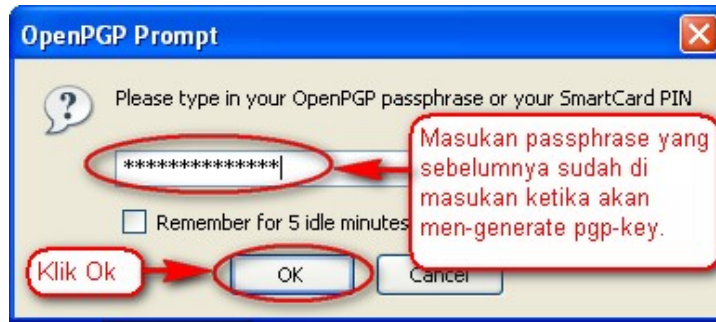 OpenPGP Prompt
Please type in your OpenPGP passphrase or your SmartCard PIN
Masukan passphrase yang
sebelumnya sudah di
masukan ketika akan
men-generate pgp-key.
**************
Remember for 5 idle minutes
Klik Ok
OK
Cancel